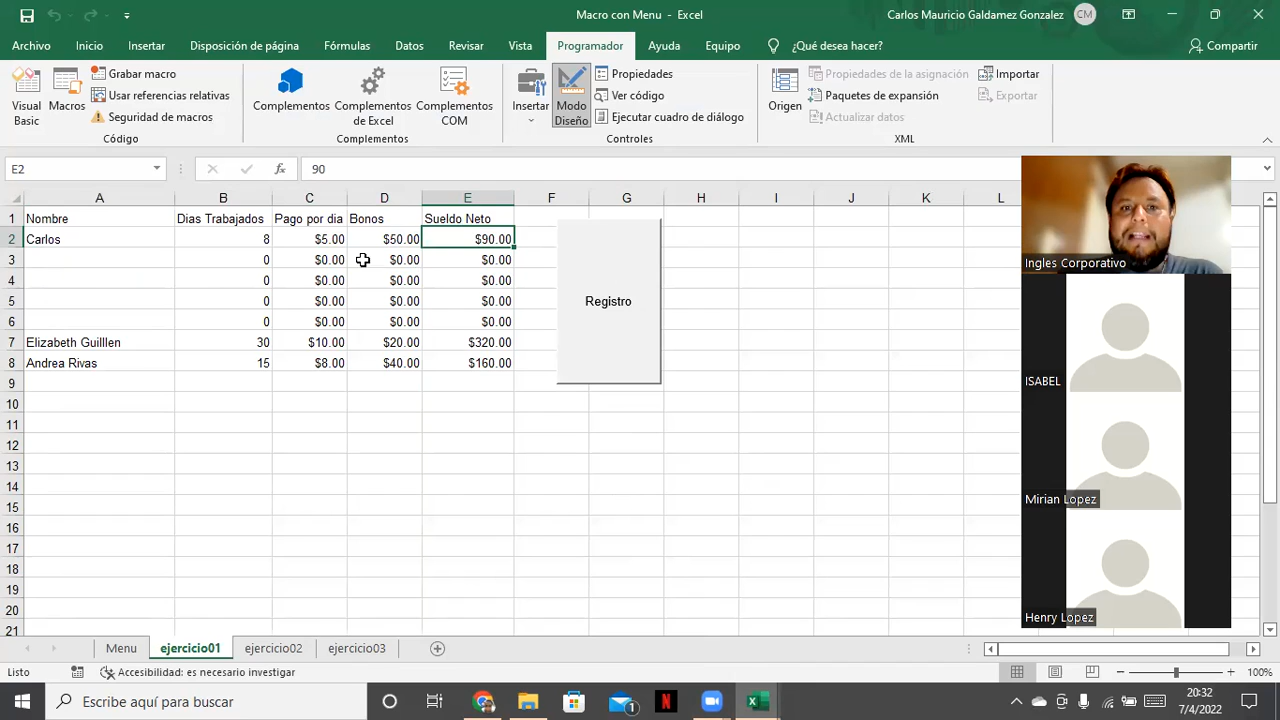 Macro con Menu - Excel
Carlos Mauricio Galdamez Gonzalez
CM
Archivo
Inicio
Insertar
Disposición de página
Fórmulas
Datos
Revisar
Vista
Programador
Ayuda
Equipo
¿Qué desea hacer?
Compartir
Visual
Basic
Macros
Grabar macro
Usar referencias relativas
Seguridad de macros
Código
Complementos
Complementos
de Excel
Complementos
COM
Complementos
Insertar
Modo
Diseño
Propiedades
Ver código
Ejecutar cuadro de diálogo
Controles
Origen
Propiedades de la asignación
Paquetes de expansión
Actualizar datos
Importar
Exportar
XML
E2
fx
90
A B C D E F G H I J K L
1 Nombre Dias Trabajados Pago por dia Bonos Sueldo Neto
2 Carlos 8 $5.00 $50.00 $90.00
3 0 $0.00 $0.00 $0.00
4 0 $0.00 $0.00 $0.00
5 0 $0.00 $0.00 $0.00
6 0 $0.00 $0.00 $0.00
7 Elizabeth Guilllen 30 $10.00 $20.00 $320.00
8 Andrea Rivas 15 $8.00 $40.00 $160.00
9
10
11
12
13
14
15
16
17
18
19
20
21
Registro
Ingles Corporativo
ISABEL
Mirian Lopez
Henry Lopez
Menu
ejercicio01
ejercicio02
ejercicio03
Listo
Accesibilidad: es necesario investigar
100%
Escribe aquí para buscar
1
N
20:32
7/4/2022